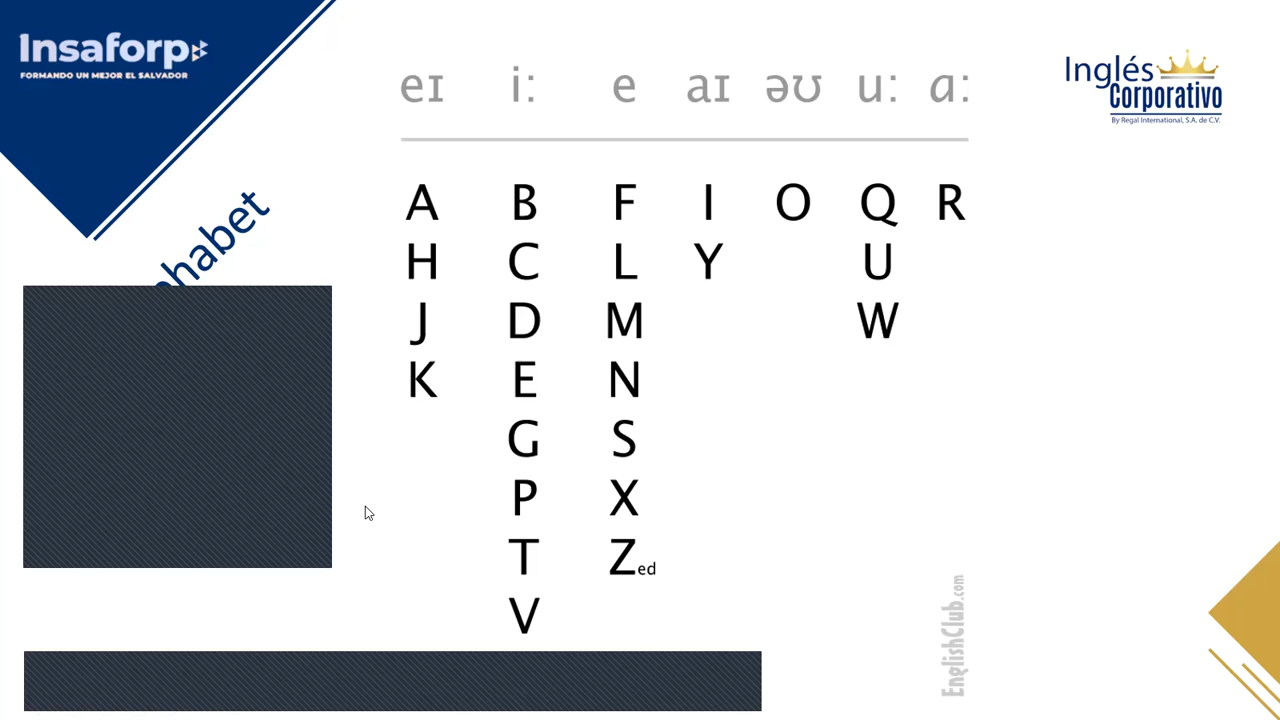 Insaforp
FORMANDO UN MEJOR EL SALVADOR
Inglés
Corporativo
By Regal International, S.A. de C.V.
eɪ i: e aɪ əʊ u: ɑ:
A B F I O Q R
H C L Y U
J D M W
K E N
G S
P X
T Zed
V
EnglishClub.com